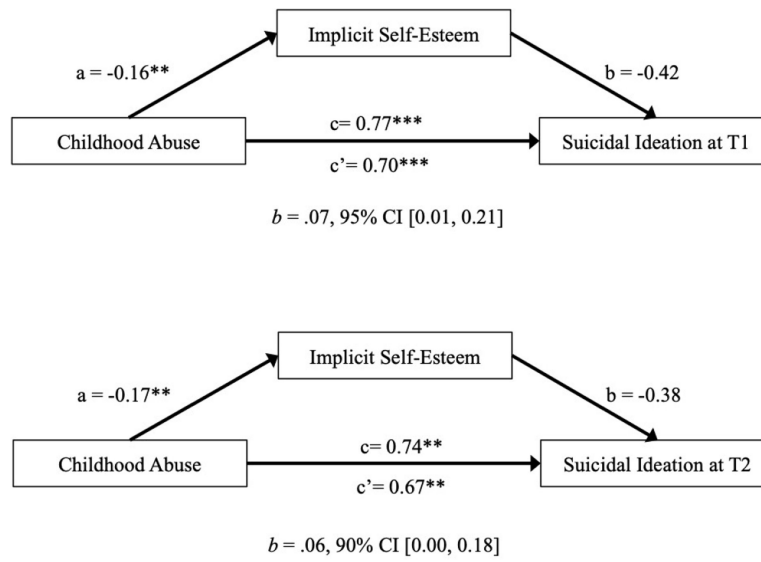 Implicit Self-Esteem
a = -0.16**
b = -0.42
Childhood Abuse
c= 0.77***
c’= 0.70***
Suicidal Ideation at T1
b = .07, 95% CI [0.01, 0.21]
Implicit Self-Esteem
a = -0.17**
b = -0.38
Childhood Abuse
c= 0.74**
c’= 0.67**
Suicidal Ideation at T2
b = .06, 90% CI [0.00, 0.18]